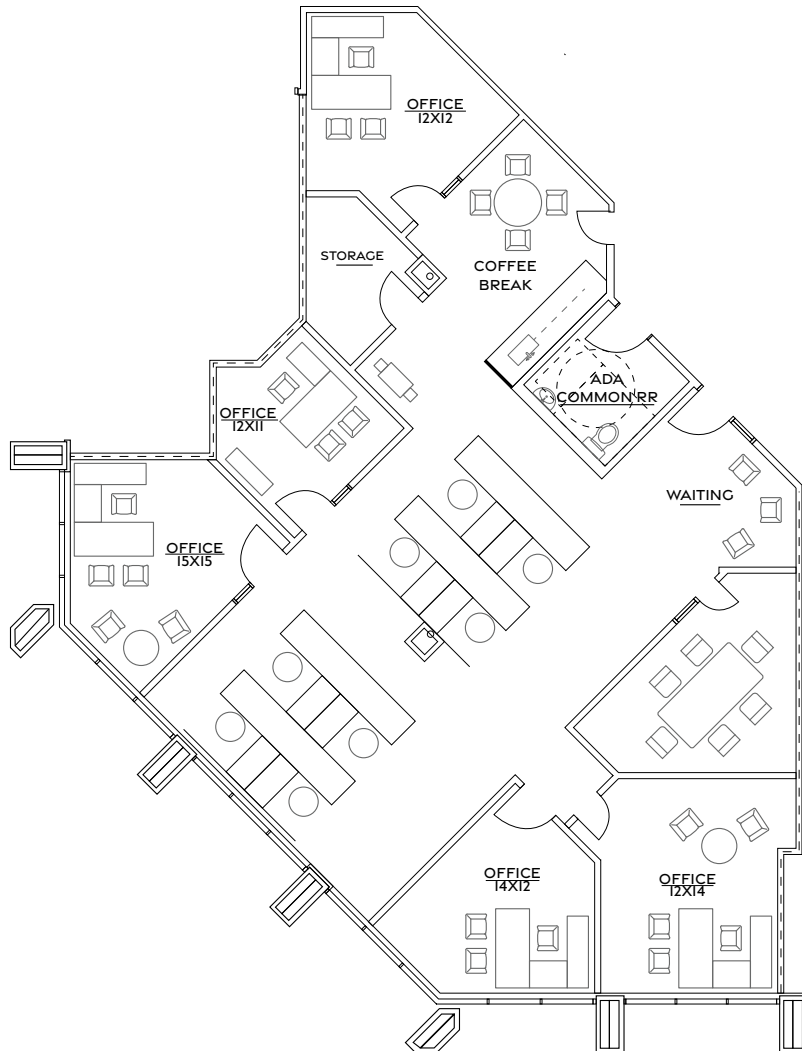 OFFICE
12X12
STORAGE
COFFEE
BREAK
ADA
COMMON RR
OFFICE
12X11
WAITING
OFFICE
15X15
OFFICE
14X12
OFFICE
12X14